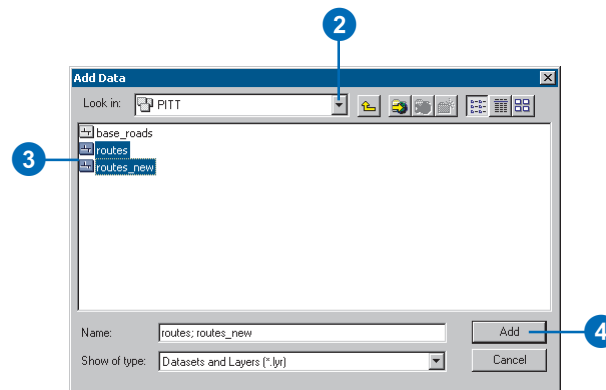 2
Add Data
Look in: PITT
base_roads
3
routes
routes_new
Name: routes; routes_new
Add
4
Show of type: Datasets and Layers (*.lyr)
Cancel